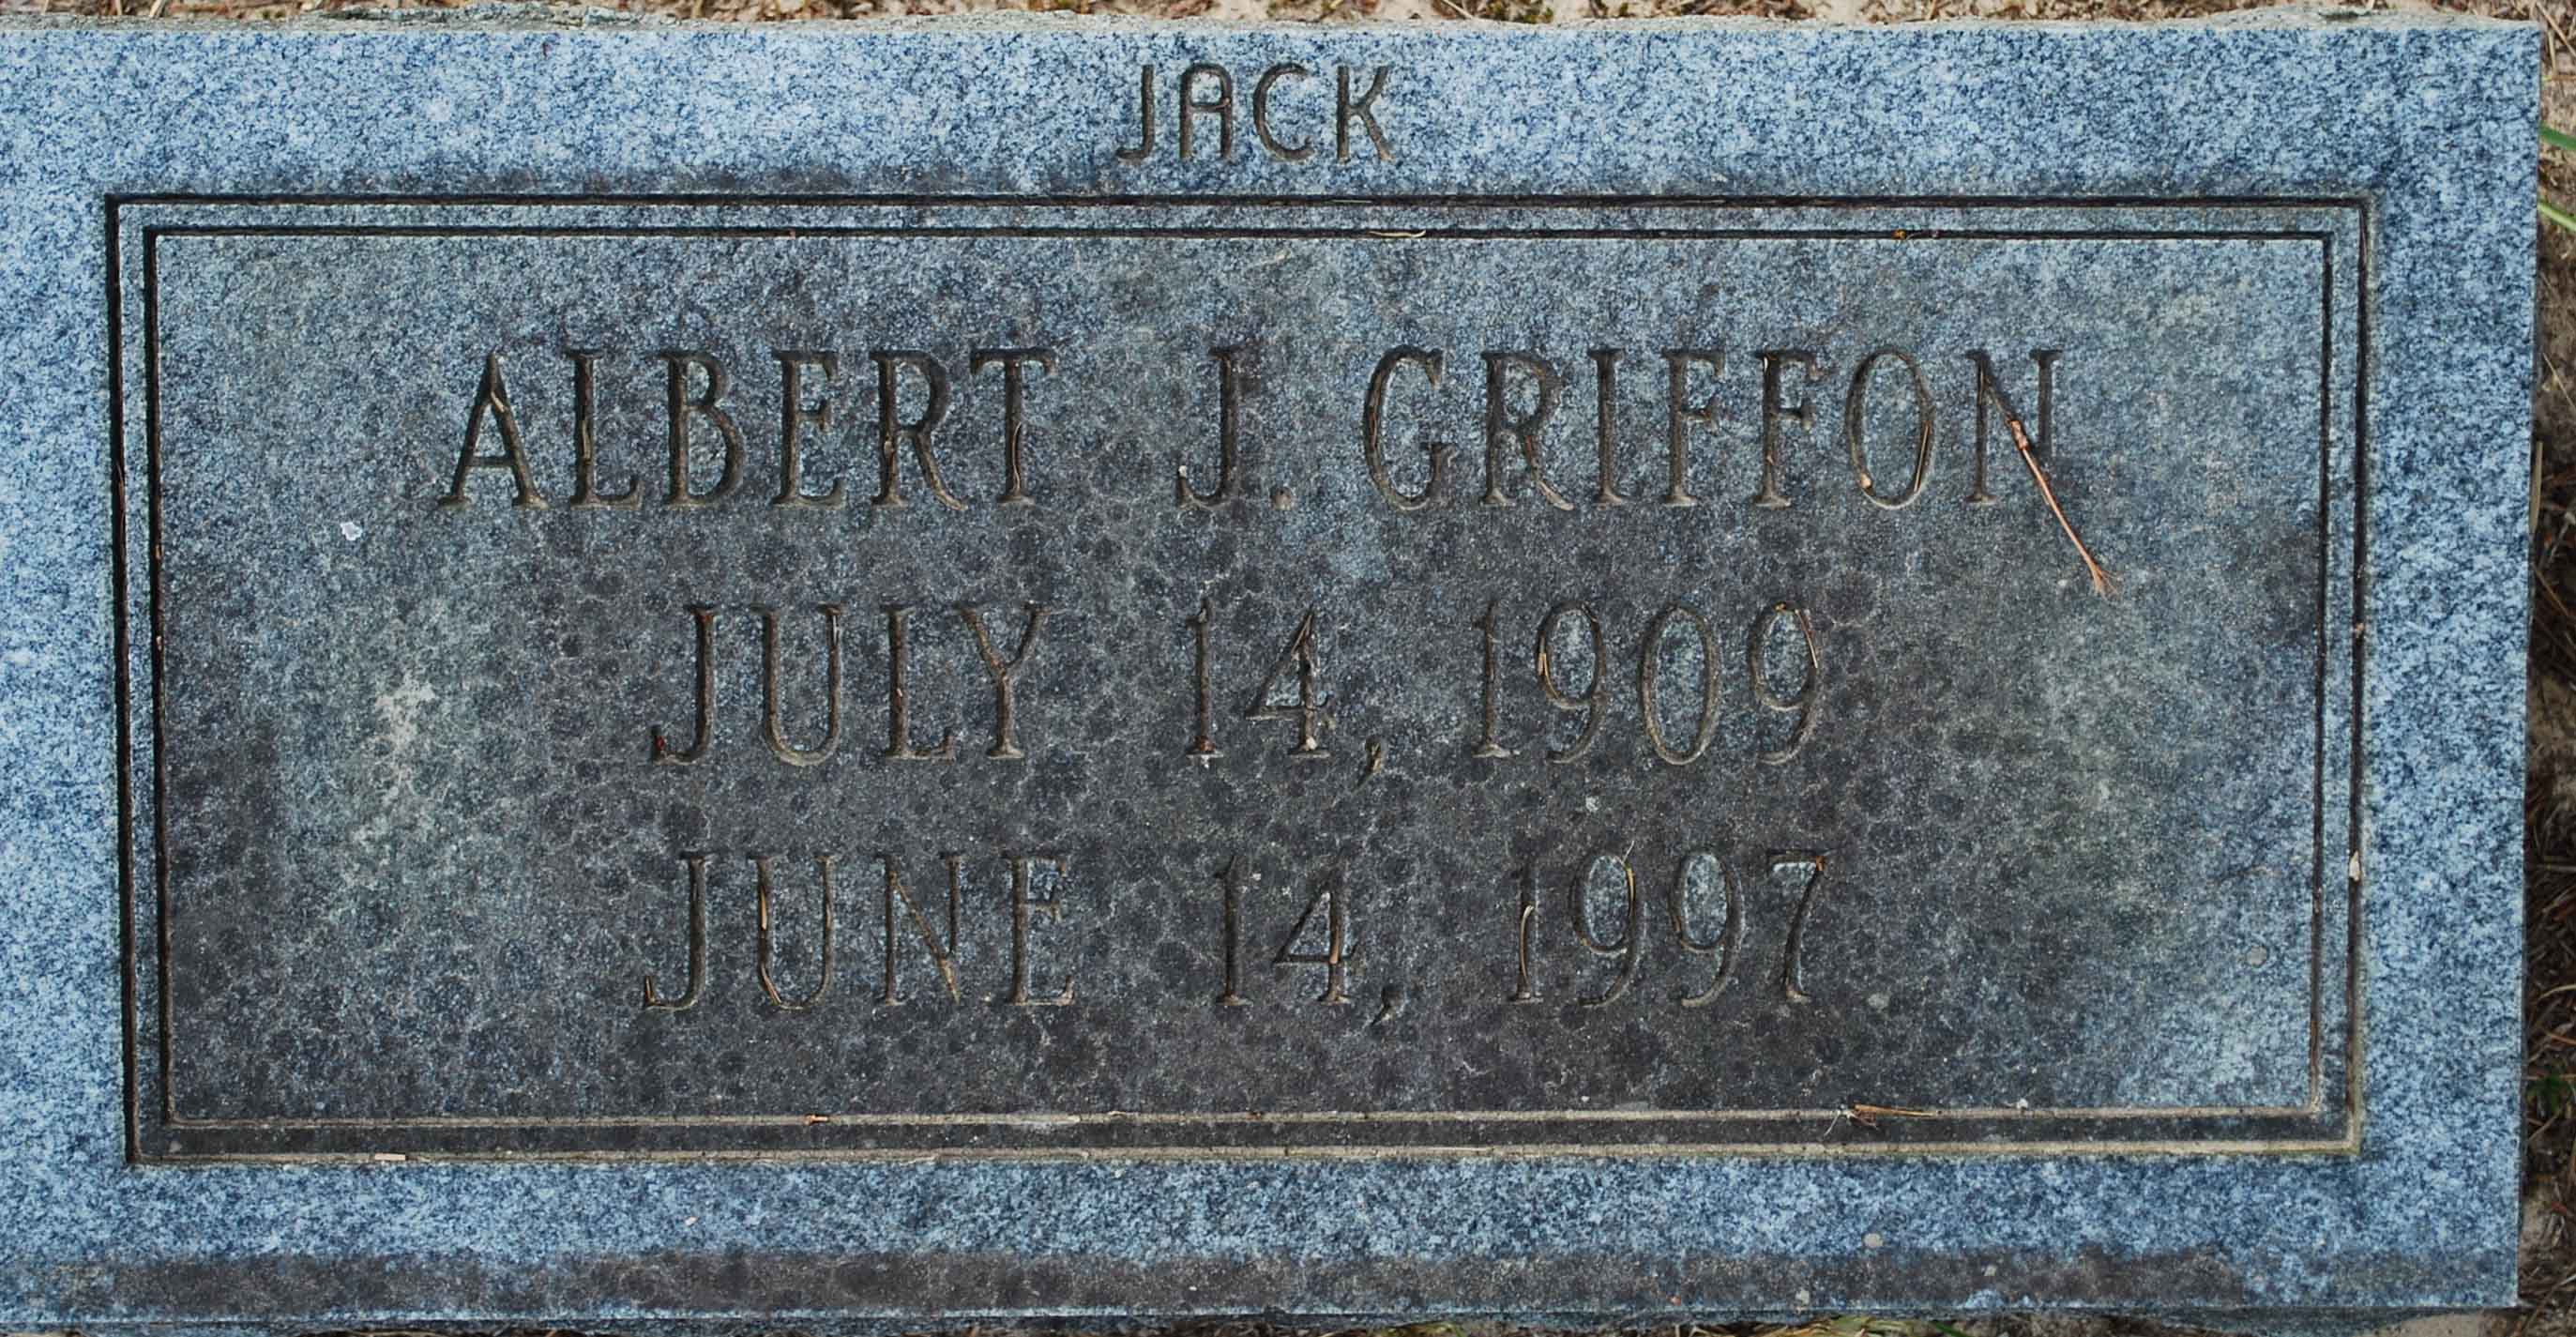 JACK
ALBERT J. GRIFFON
JULY 14, 1909
JUNE 14, 1997